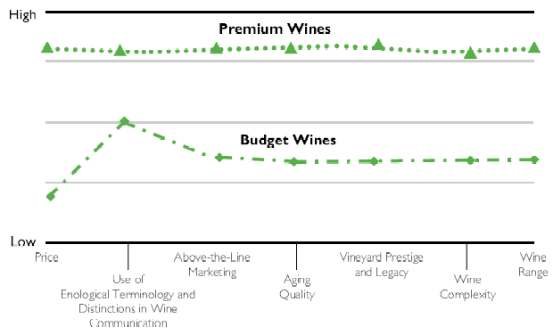 High
Premium Wines
Budget Wines
Low
Price
Use of
Enological Terminology and
Distinctions in Wine
Communication
Above-the-Line
Marketing
Aging
Quality
Vineyard Prestige
and Legacy
Wine
Complexity
Wine
Range